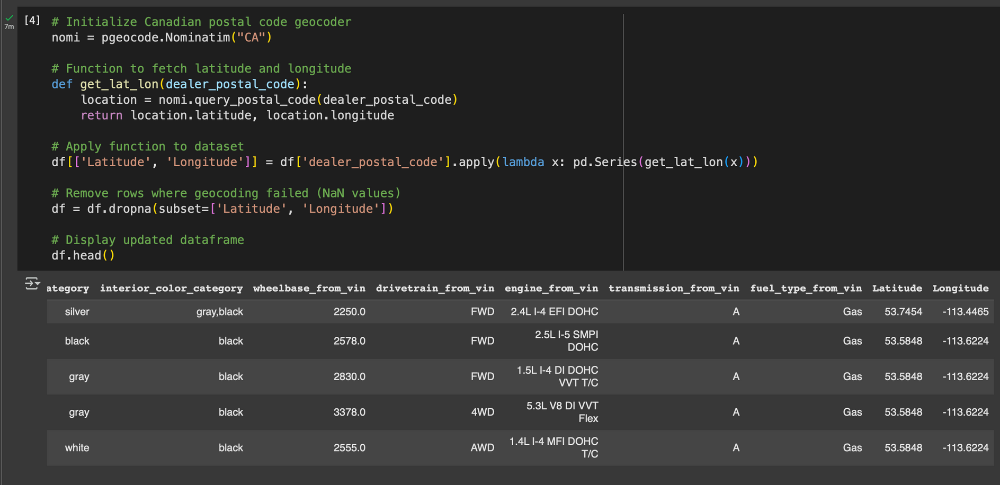 [4] # Initialize Canadian postal code geocoder
7m
nomi = pgeocode.Nominatim("CA")
# Function to fetch latitude and longitude
def get_lat_lon(dealer_postal_code):
location = nomi.query_postal_code(dealer_postal_code)
return location.latitude, location.longitude
# Apply function to dataset
df[['Latitude', 'Longitude']] = df['dealer_postal_code'].apply(lambda x: pd.Series(get_lat_lon(x)))
# Remove rows where geocoding failed (NaN values)
df = df.dropna(subset=['Latitude', 'Longitude'])
# Display updated dataframe
df.head()
ategory interior_color_category wheelbase_from_vin drivetrain_from_vin engine_from_vin transmission_from_vin fuel_type_from_vin Latitude Longitude
silver gray,black 2250.0 FWD 2.4L I-4 EFI DOHC A Gas 53.7454 -113.4465
black black 2578.0 FWD 2.5L I-5 SMPI DOHC A Gas 53.5848 -113.6224
gray black 2830.0 FWD 1.5L I-4 DI DOHC VVT T/C A Gas 53.5848 -113.6224
gray black 3378.0 4WD 5.3L V8 DI VVT Flex A Gas 53.5848 -113.6224
white black 2555.0 AWD 1.4L I-4 MFI DOHC T/C A Gas 53.5848 -113.6224